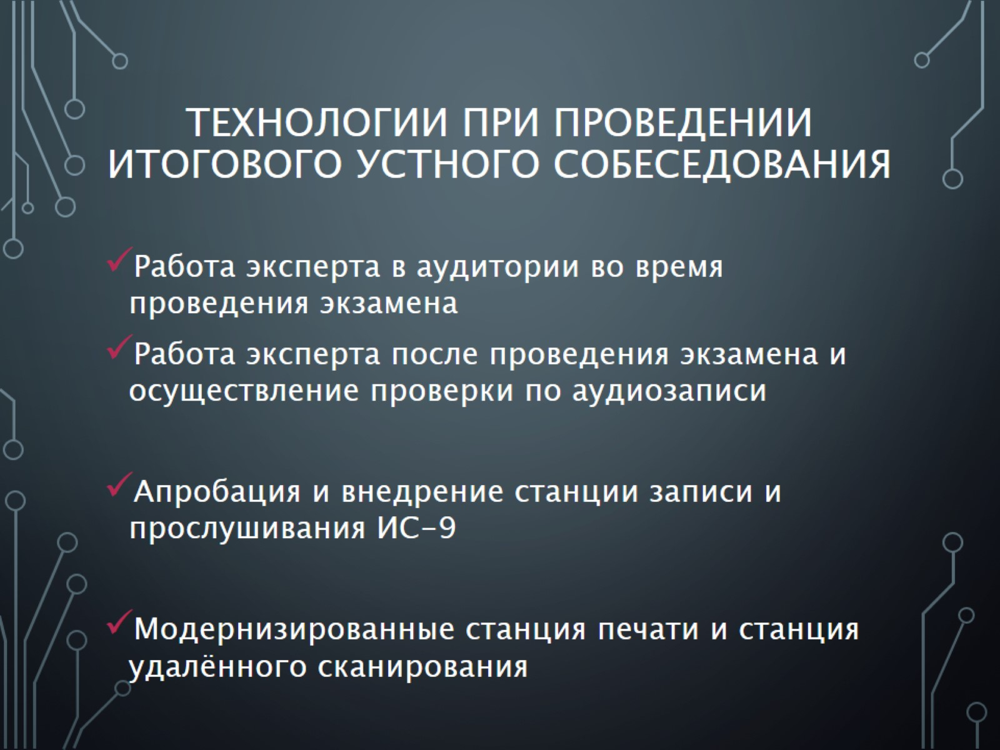 ТЕХНОЛОГИИ ПРИ ПРОВЕДЕНИИ
ИТОГОВОГО УСТНОГО СОБЕСЕДОВАНИЯ
Работа эксперта в аудитории во время
проведения экзамена
Работа эксперта после проведения экзамена и
осуществление проверки по аудиозаписи
Апробация и внедрение станции записи и
прослушивания ИС-9
Модернизированные станция печати и станция
удалённого сканирования